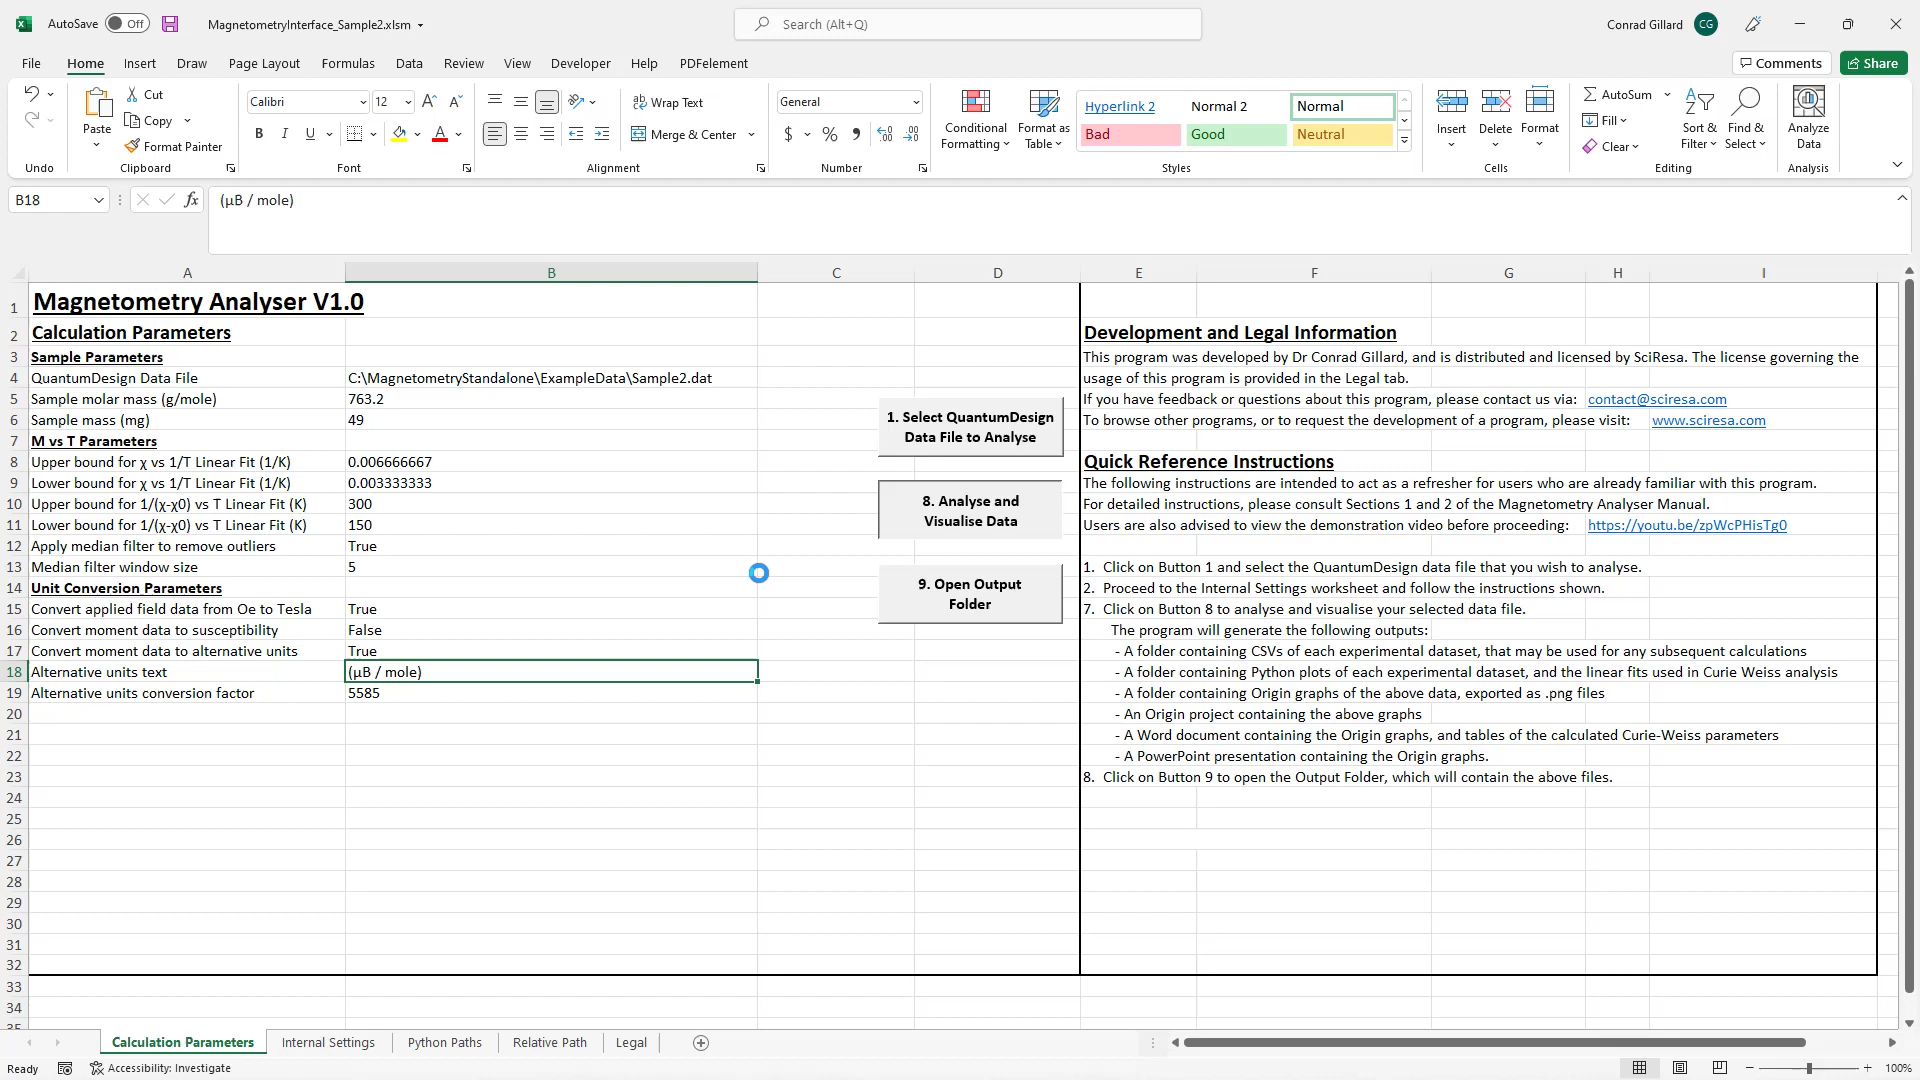 AutoSave Off MagnetometryInterface_Sample2.xlsm Search (Alt+Q) Conrad Gillard CG
File Home Insert Draw Page Layout Formulas Data Review View Developer Help PDFelement Comments Share
Cut Calibri 12 Wrap Text General Hyperlink 2 Normal 2 Normal AutoSum
Paste Copy B I U Merge & Center $ % Conditional Formatting Format as Table Bad Good Neutral Insert Delete Format Fill Sort & Filter Find & Select Analyze Data
Format Painter Clear
Undo Clipboard Font Alignment Number Styles Cells Editing Analysis
B18 fx (µB / mole)
A B C D E F G H I
1 Magnetometry Analyser V1.0
2 Calculation Parameters Development and Legal Information
3 Sample Parameters This program was developed by Dr Conrad Gillard, and is distributed and licensed by SciResa. The license governing the
4 QuantumDesign Data File C:\MagnetometryStandalone\ExampleData\Sample2.dat usage of this program is provided in the Legal tab.
5 Sample molar mass (g/mole) 763.2 If you have feedback or questions about this program, please contact us via: contact@sciresa.com
6 Sample mass (mg) 49 1. Select QuantumDesign Data File to Analyse To browse other programs, or to request the development of a program, please visit: www.sciresa.com
7 M vs T Parameters
8 Upper bound for χ vs 1/T Linear Fit (1/K) 0.006666667 Quick Reference Instructions
9 Lower bound for χ vs 1/T Linear Fit (1/K) 0.003333333 The following instructions are intended to act as a refresher for users who are already familiar with this program.
10 Upper bound for 1/(χ-χ0) vs T Linear Fit (K) 300 8. Analyse and Visualise Data For detailed instructions, please consult Sections 1 and 2 of the Magnetometry Analyser Manual.
11 Lower bound for 1/(χ-χ0) vs T Linear Fit (K) 150 Users are also advised to view the demonstration video before proceeding: https://youtu.be/zpWcPHisTg0
12 Apply median filter to remove outliers True
13 Median filter window size 5 1. Click on Button 1 and select the QuantumDesign data file that you wish to analyse.
14 Unit Conversion Parameters 9. Open Output Folder 2. Proceed to the Internal Settings worksheet and follow the instructions shown.
15 Convert applied field data from Oe to Tesla True 7. Click on Button 8 to analyse and visualise your selected data file.
16 Convert moment data to susceptibility False The program will generate the following outputs:
17 Convert moment data to alternative units True - A folder containing CSVs of each experimental dataset, that may be used for any subsequent calculations
18 Alternative units text (µB / mole) - A folder containing Python plots of each experimental dataset, and the linear fits used in Curie Weiss analysis
19 Alternative units conversion factor 5585 - A folder containing Origin graphs of the above data, exported as .png files
20 - An Origin project containing the above graphs
21 - A Word document containing the Origin graphs, and tables of the calculated Curie-Weiss parameters
22 - A PowerPoint presentation containing the Origin graphs.
23 8. Click on Button 9 to open the Output Folder, which will contain the above files.
24
25
26
27
28
29
30
31
32
33
34
35
Calculation Parameters Internal Settings Python Paths Relative Path Legal
Ready Accessibility: Investigate 100%